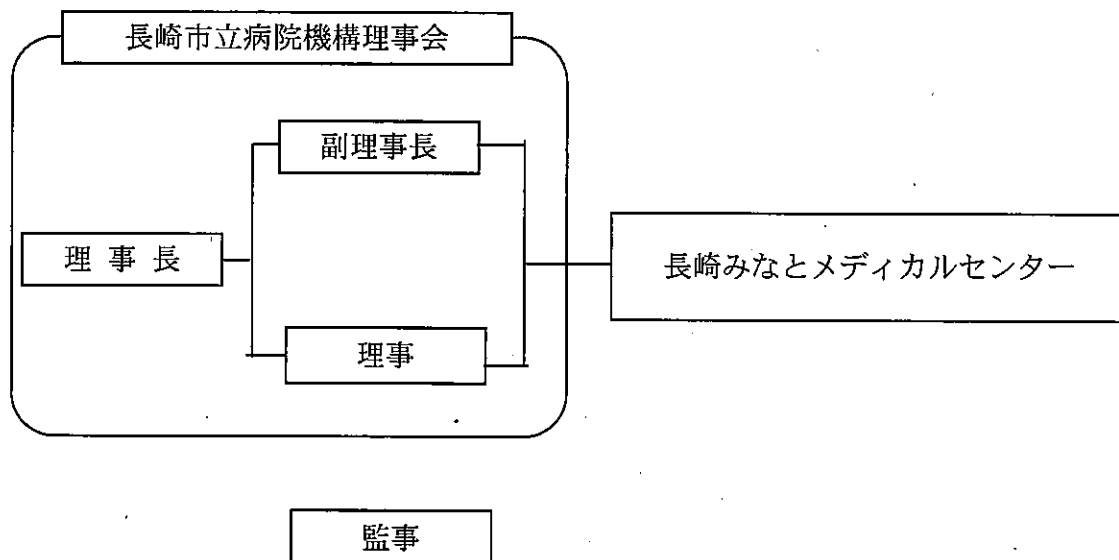 長崎市立病院機構理事会
副理事長
理 事 長
長崎みなとメディカルセンター
理事
監事